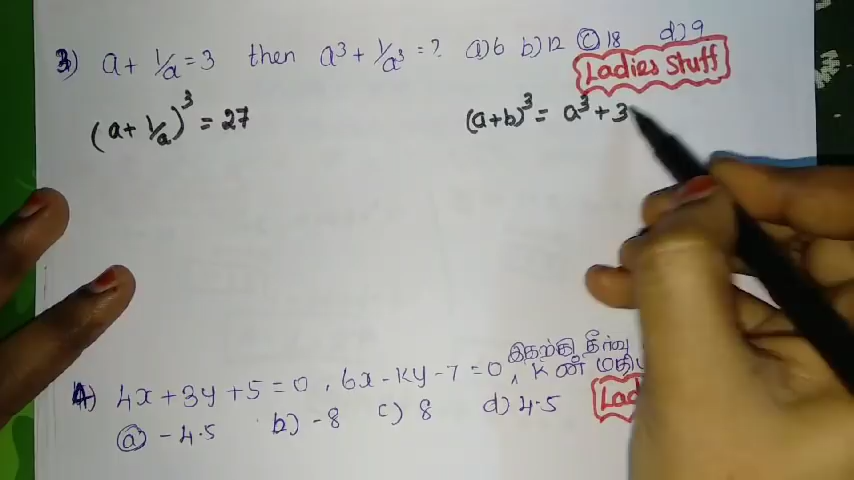 3) a + 1/a = 3 then a³ + 1/a³ = ? a) 6 b) 12 c) 18 d) 9
Ladies Stuff
(a + 1/a)³ = 27
(a+b)³ = a³ + 3
இதற்கு தீர்வு
4) 4x + 3y + 5 = 0 , 6x - ky - 7 = 0 , k ன்
a) -4.5 b) -8 c) 8 d) 4.5